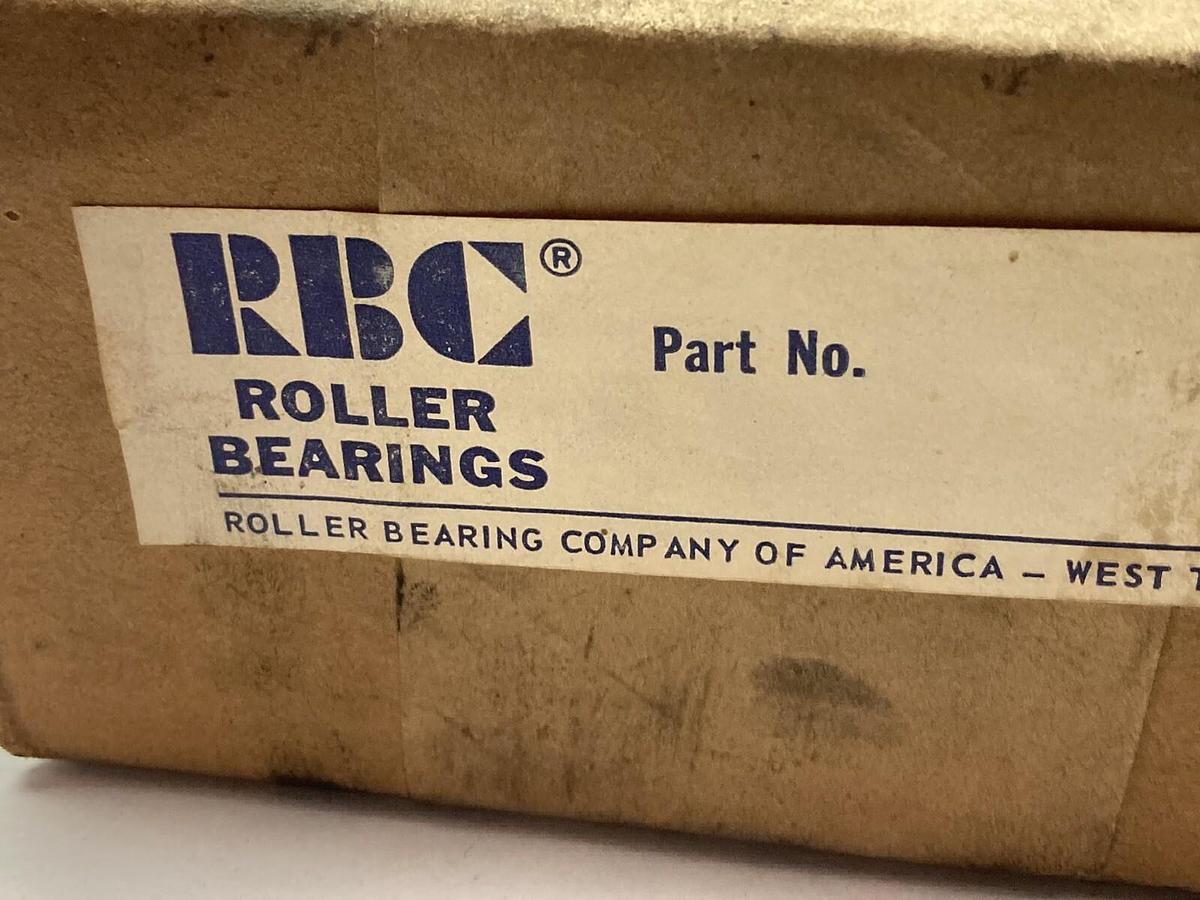 RBC®
Part No.
ROLLER
BEARINGS
ROLLER BEARING COMPANY OF AMERICA – WEST